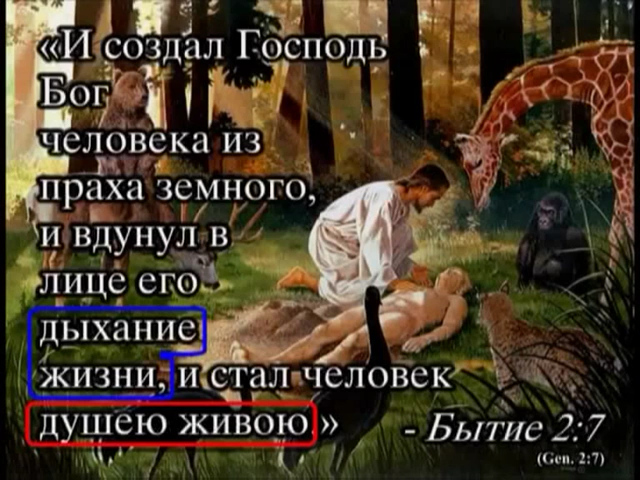 «И создал Господь
Бог
человека из
праха земного,
и вдунул в
лице его
дыхание
жизни, и стал человек
душею живою.»
- Бытие 2:7
(Gen. 2:7)